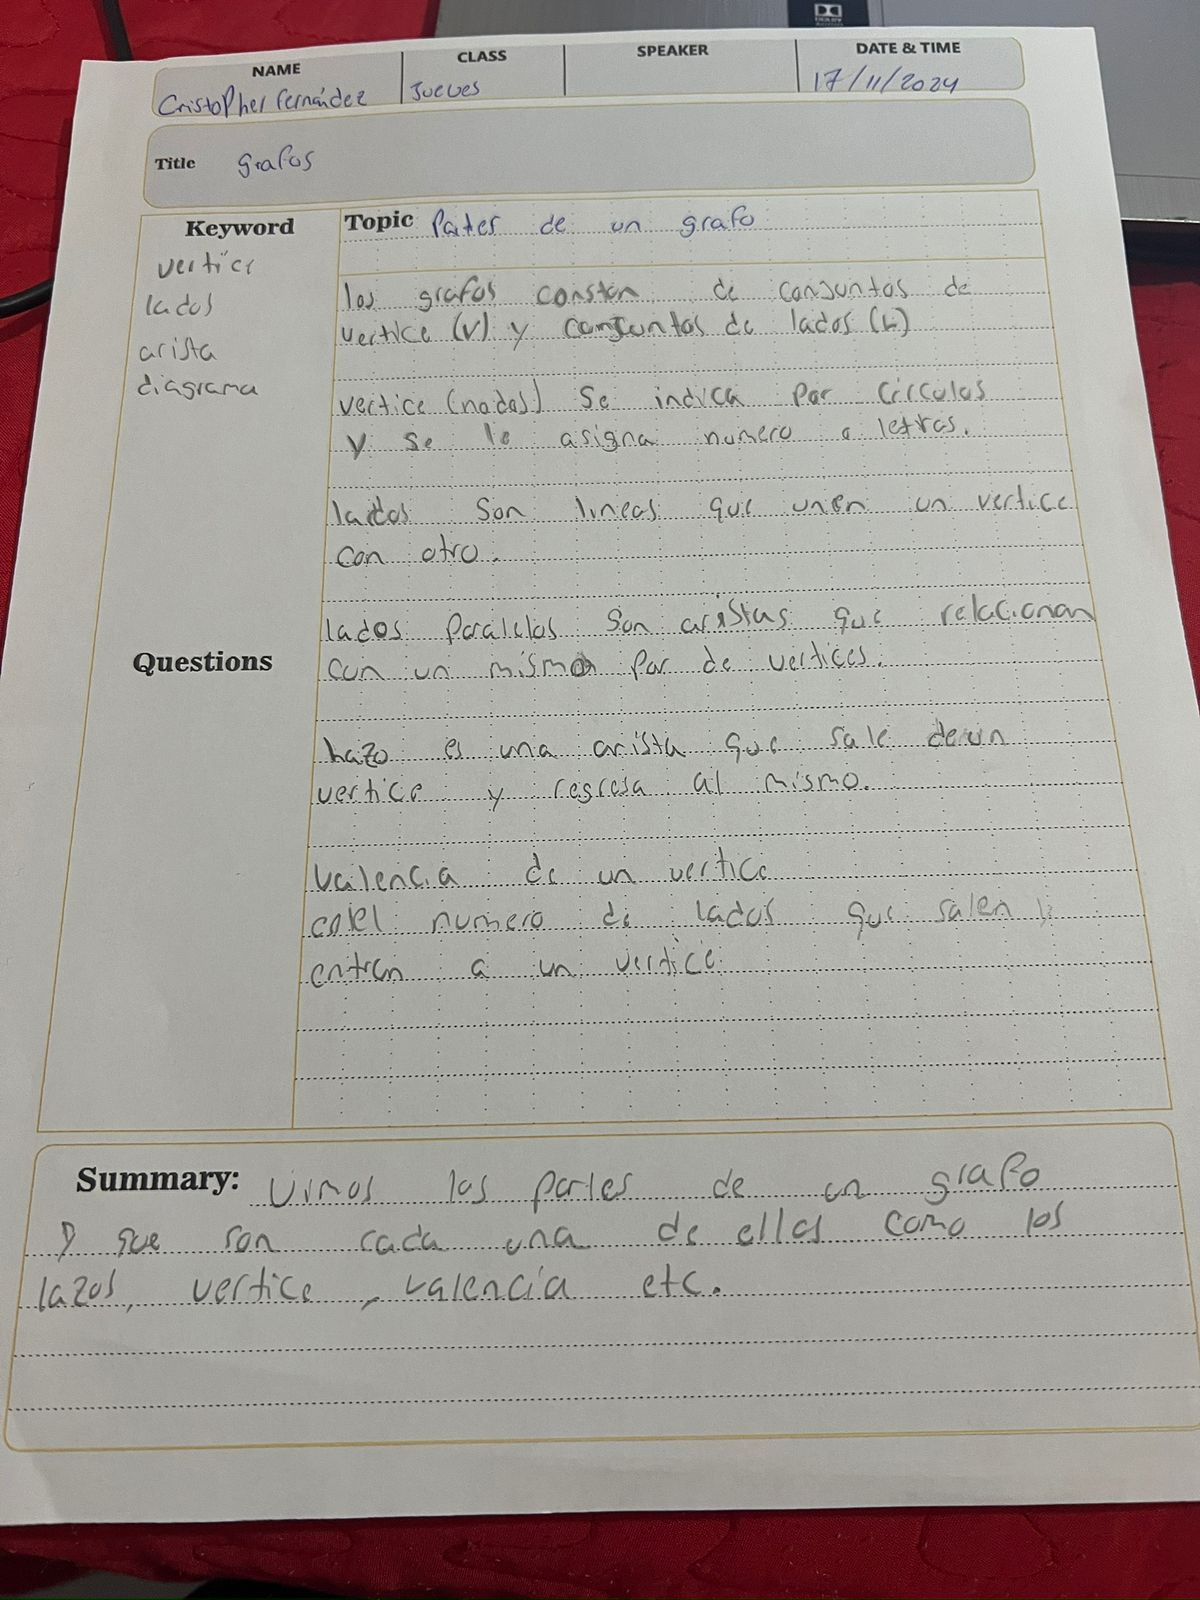 DOLBY
NAME
CLASS
SPEAKER
DATE & TIME
Cristopher Fernández
Jueves
17/11/2024
Title grafos
Keyword
vertice
lados
arista
diagrama
Questions
Topic Partes de un grafo
los grafos constan de conjuntos de
vertice (v) y conjuntos de lados (L)
vertice (nodos) Se indica por círculos
y se le asigna numero o letras.
lados son lineas que unen un vertice
con otro.
lados paralelos son aristas que relacionan
con un mismo par de vertices.
lazo es una arista que sale de un
vertice y regresa al mismo.
Valencia de un vertice
el numero de lados que salen y
entran a un vertice
Summary: Vimos las partes de un grafo
y que son cada una de ellas como los
lazos, vertice, valencia etc.